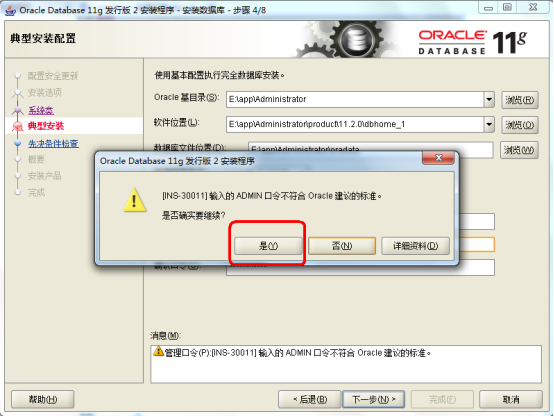 Oracle Database 11g 发行版 2 安装程序 - 安装数据库 - 步骤 4/8
典型安装配置
ORACLE 11g
DATABASE
配置安全更新
安装选项
系统类
典型安装
先决条件检查
概要
安装产品
完成
使用基本配置执行完全数据库安装。
Oracle 基目录(S): E:\app\Administrator 浏览(R)
软件位置(L): E:\app\Administrator\product\11.2.0\dbhome_1 浏览(O)
数据库文件位置(D): E:\app\Administrator\oradata 浏览(W)
Oracle Database 11g 发行版 2 安装程序
[INS-30011] 输入的 ADMIN 口令不符合 Oracle 建议的标准。
是否确实要继续?
是(Y) 否(N) 详细资料(D)
消息(M):
管理口令(P):[INS-30011] 输入的 ADMIN 口令不符合 Oracle 建议的标准。
帮助(H) < 后退(B) 下一步(N) > 完成(F) 取消